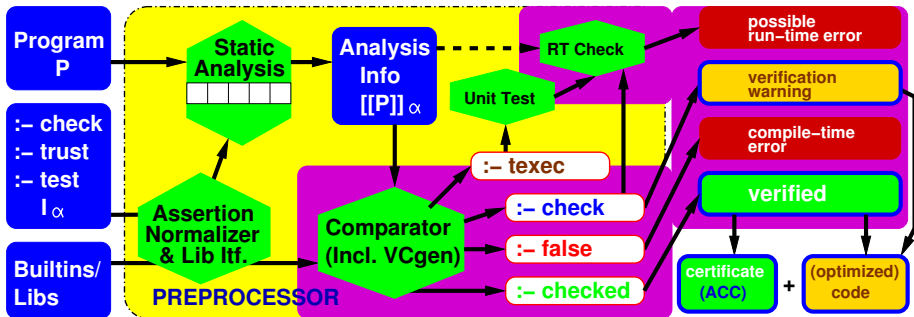 Program
P
:− check
:− trust
:− test
I α
Builtins/
Libs
Static
Analysis
Assertion
Normalizer
& Lib Itf.
PREPROCESSOR
Analysis
Info
[[P]] α
Comparator
(Incl. VCgen)
RT Check
Unit Test
:− texec
:− check
:− false
:− checked
possible
run−time error
verification
warning
compile−time
error
verified
certificate
(ACC)
+
(optimized)
code